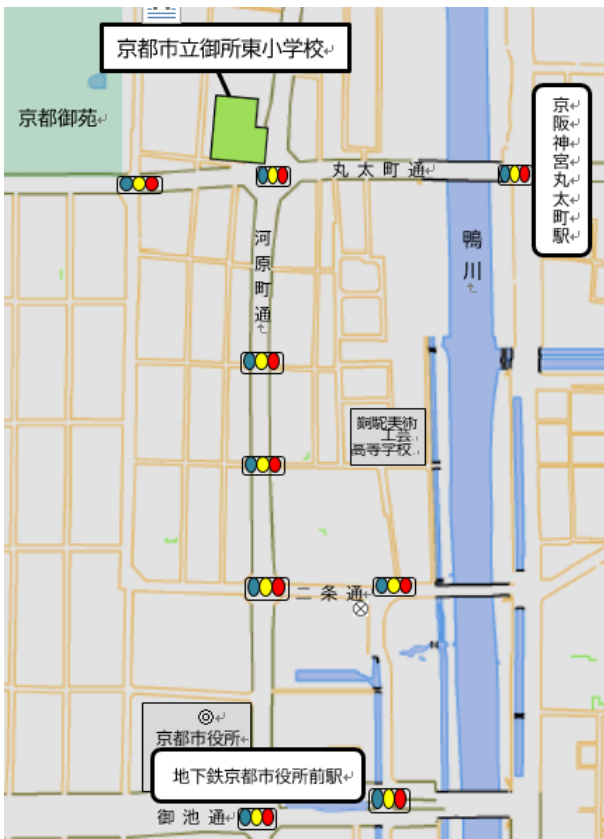 京都市立御所東小学校
京都御苑
丸太町通
京阪神宮丸太町駅
河原町通
鴨川
銅駝美術
工芸
高等学校
二条通
京都市役所
地下鉄京都市役所前駅
御池通